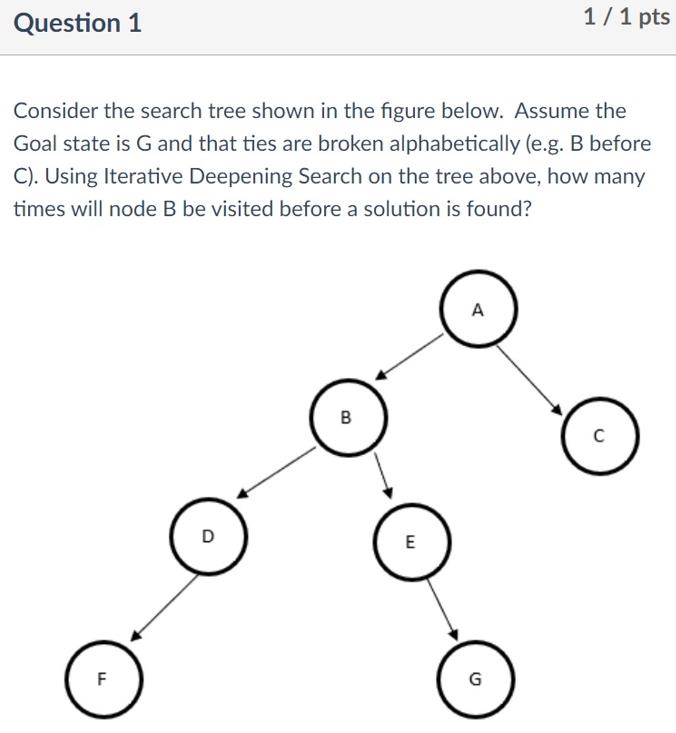 Question 1
1 / 1 pts
Consider the search tree shown in the figure below. Assume the
Goal state is G and that ties are broken alphabetically (e.g. B before
C). Using Iterative Deepening Search on the tree above, how many
times will node B be visited before a solution is found?
A
B
C
D
E
F
G